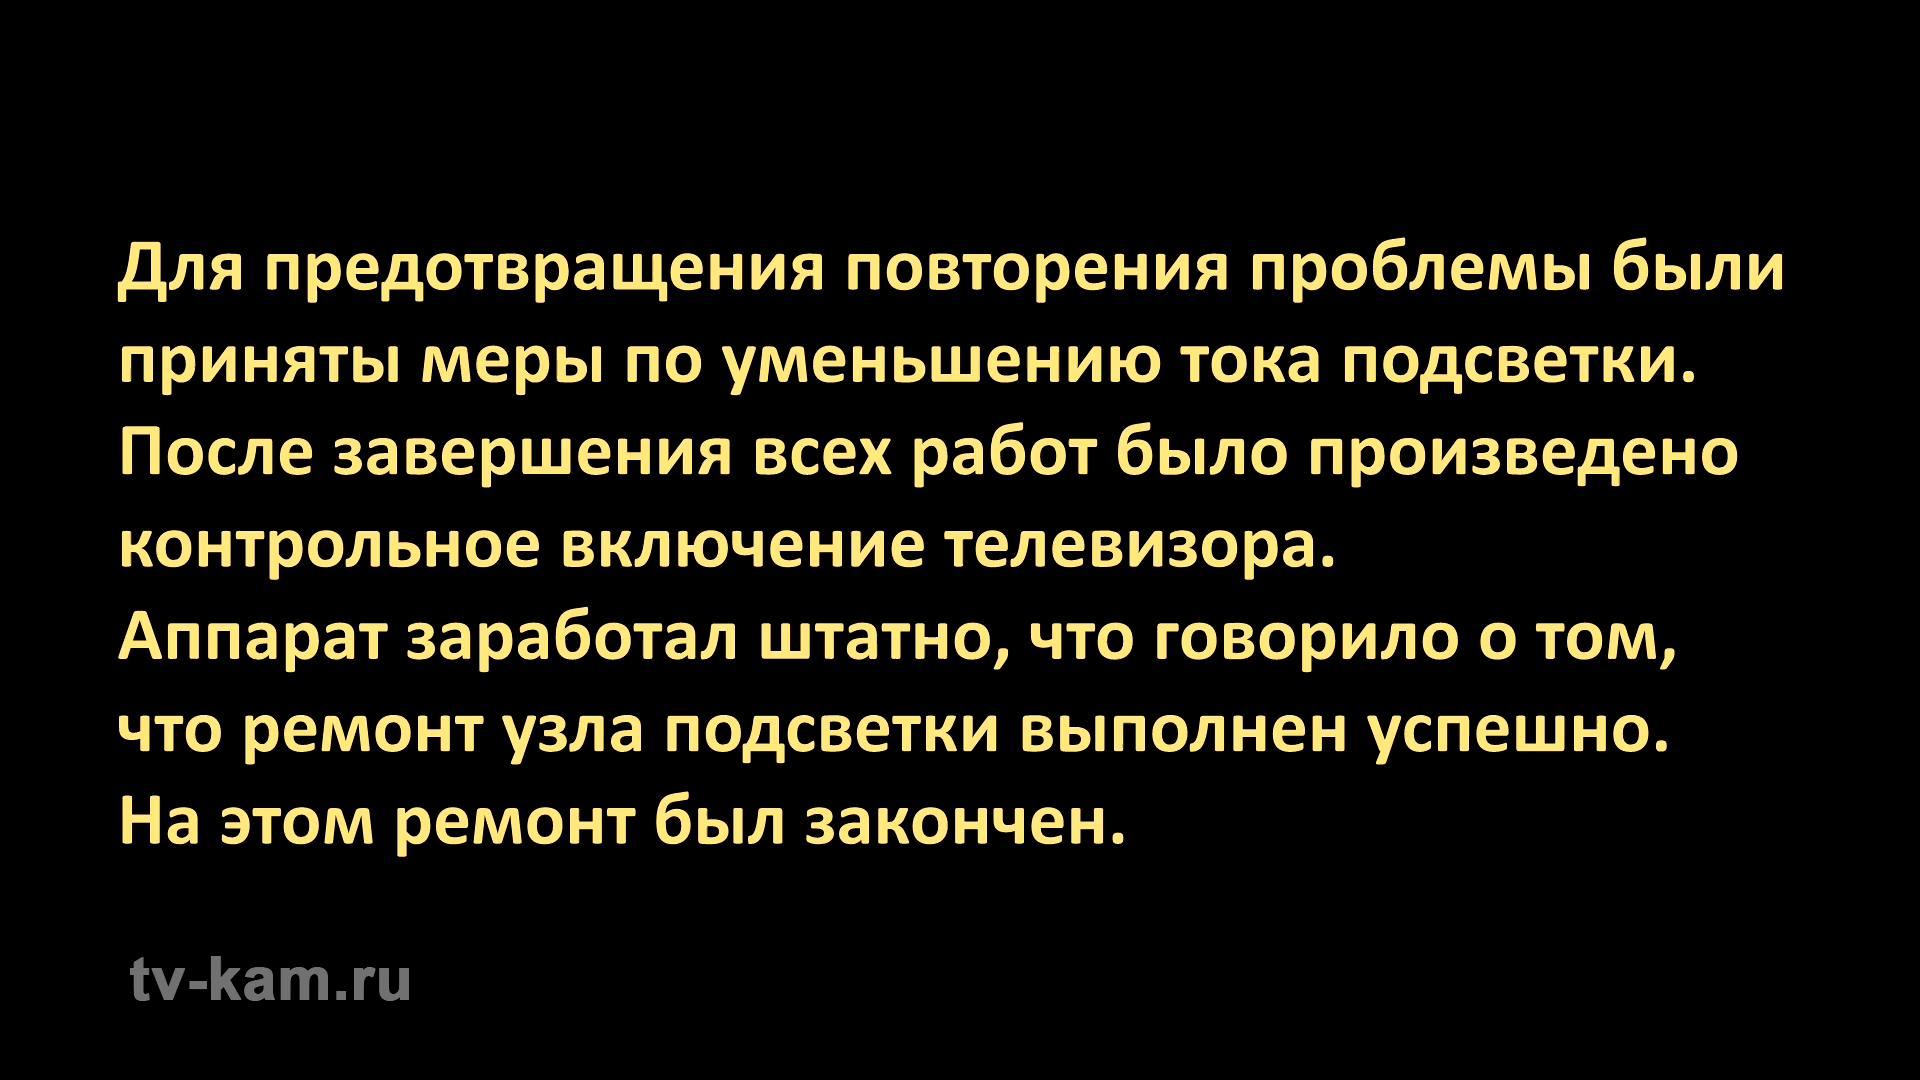 Для предотвращения повторения проблемы были
приняты меры по уменьшению тока подсветки.
После завершения всех работ было произведено
контрольное включение телевизора.
Аппарат заработал штатно, что говорило о том,
что ремонт узла подсветки выполнен успешно.
На этом ремонт был закончен.
tv-kam.ru